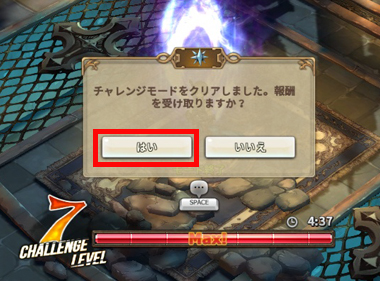 チャレンジモードをクリアしました。報酬
を受け取りますか？
はい
いいえ
SPACE
4:37
7
CHALLENGE
LEVEL
Max!